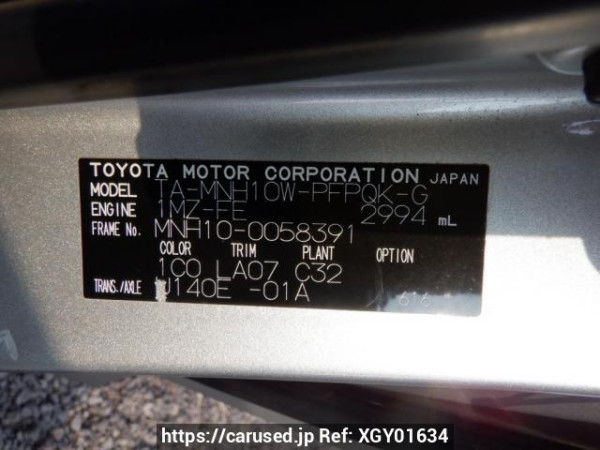 TOYOTA MOTOR CORPORATION JAPAN
MODEL TA-MNH10W-PFPQK-G
ENGINE 1MZ-FE 2994 mL
FRAME No. MNH10-0058391
COLOR TRIM PLANT OPTION
1C0 LA07 C32
TRANS./AXLE U140E -01A 616
https://carused.jp Ref: XGY01634